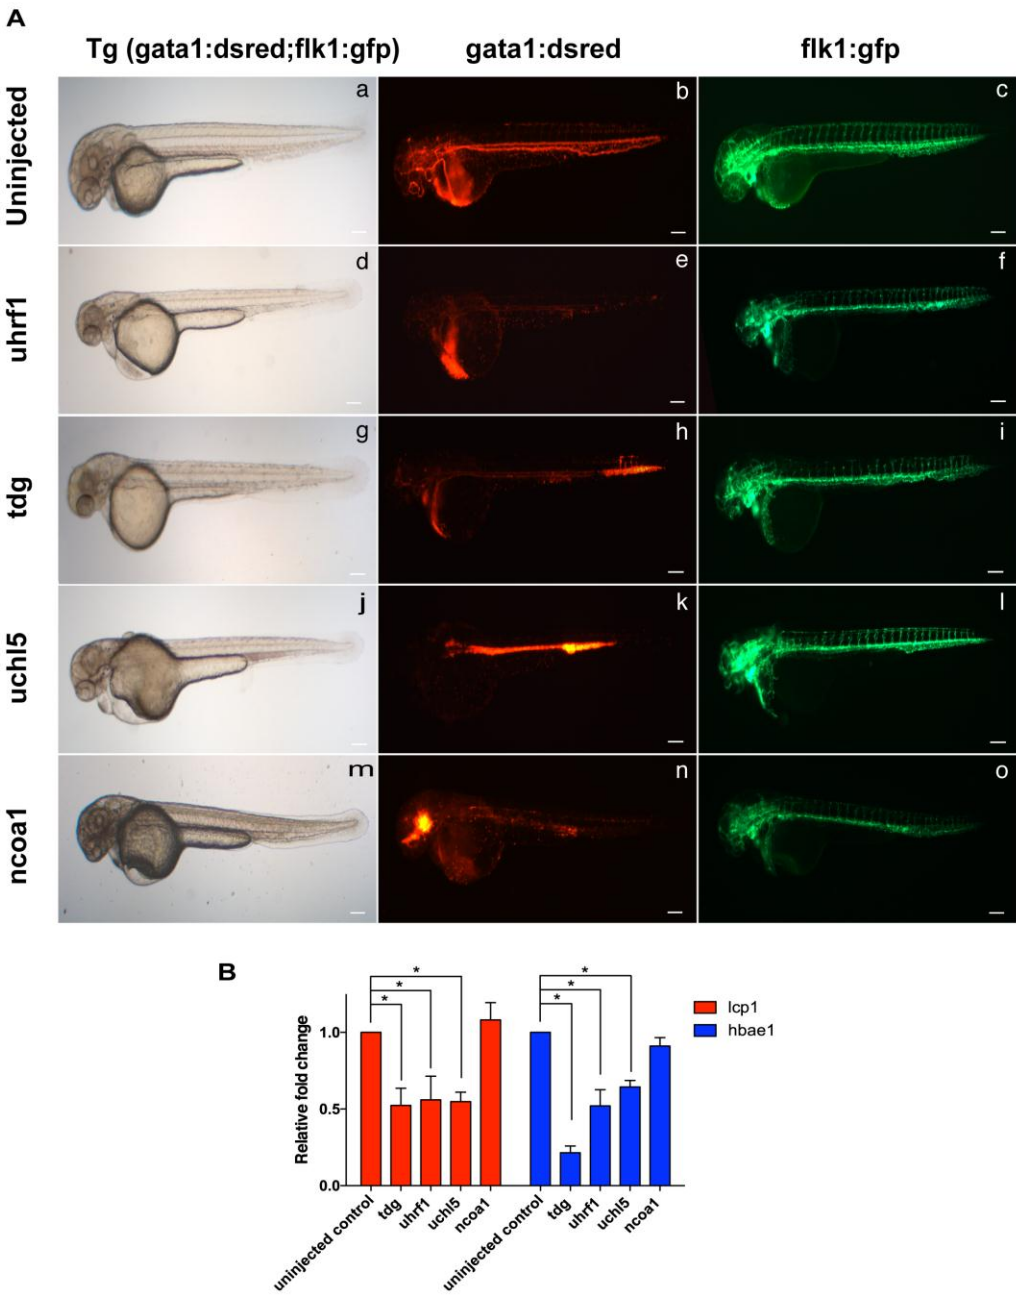 A
Tg (gata1:dsred;flk1:gfp) gata1:dsred flk1:gfp
Uninjected
a b c
uhrf1
d e f
tdg
g h i
uchl5
j k l
ncoa1
m n o
B
* *
* *
* *
lcp1
hbae1
Relative fold change
1.0
0.5
0.0
uninjected control tdg uhrf1 uchl5 ncoa1 uninjected control tdg uhrf1 uchl5 ncoa1